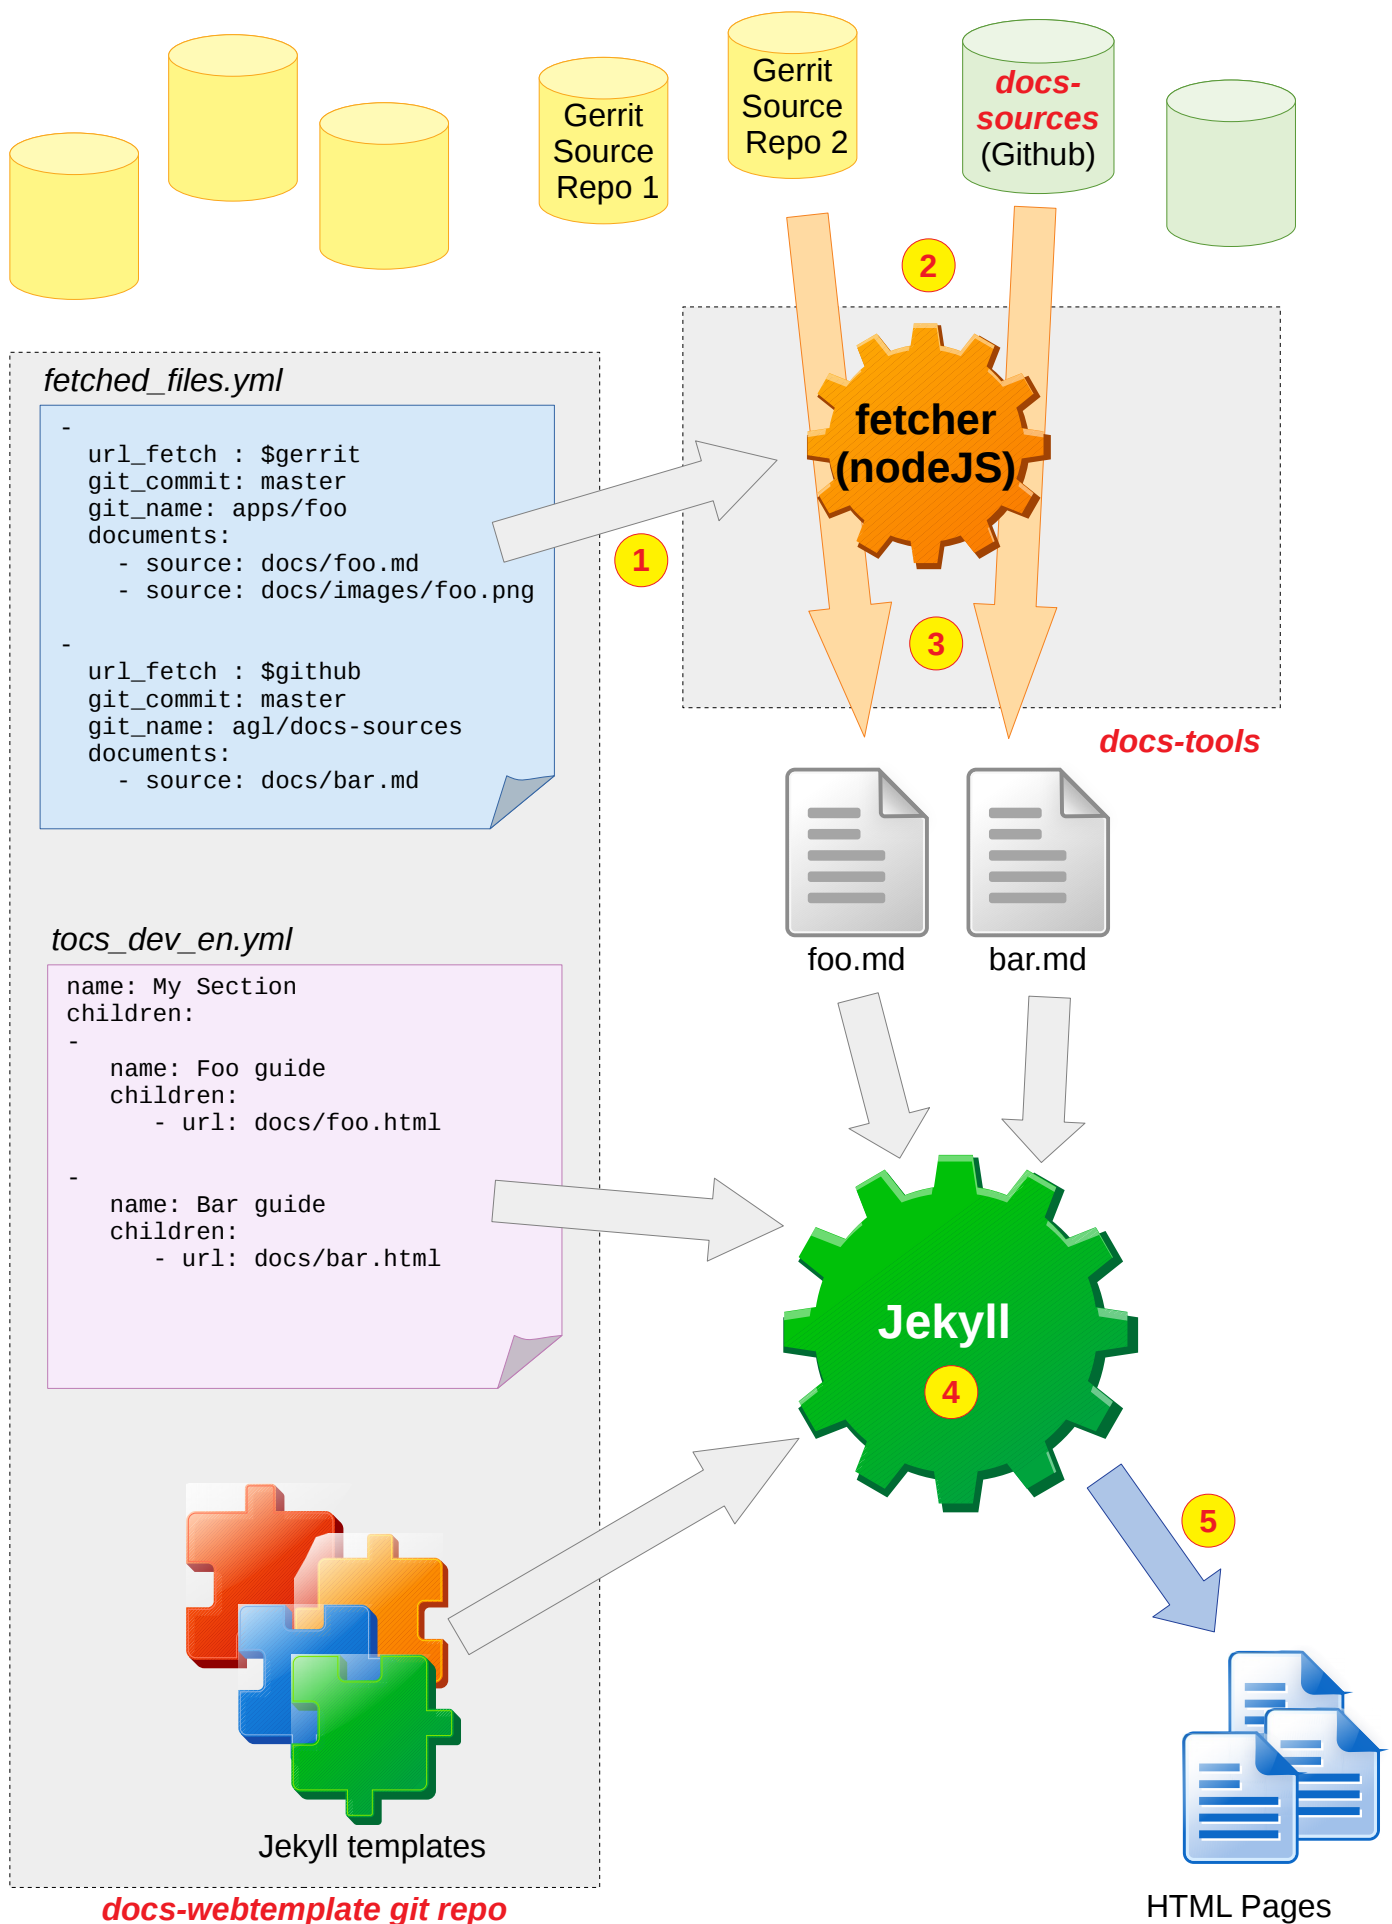 Gerrit
Source
Repo 1
Gerrit
Source
Repo 2
docs-
sources
(Github)
2
fetched_files.yml
-
url_fetch : $gerrit
git_commit: master
git_name: apps/foo
documents:
- source: docs/foo.md
- source: docs/images/foo.png
-
url_fetch : $github
git_commit: master
git_name: agl/docs-sources
documents:
- source: docs/bar.md
1
fetcher
(nodeJS)
3
docs-tools
foo.md
bar.md
tocs_dev_en.yml
name: My Section
children:
-
name: Foo guide
children:
- url: docs/foo.html
-
name: Bar guide
children:
- url: docs/bar.html
Jekyll
4
5
Jekyll templates
docs-webtemplate git repo
HTML Pages